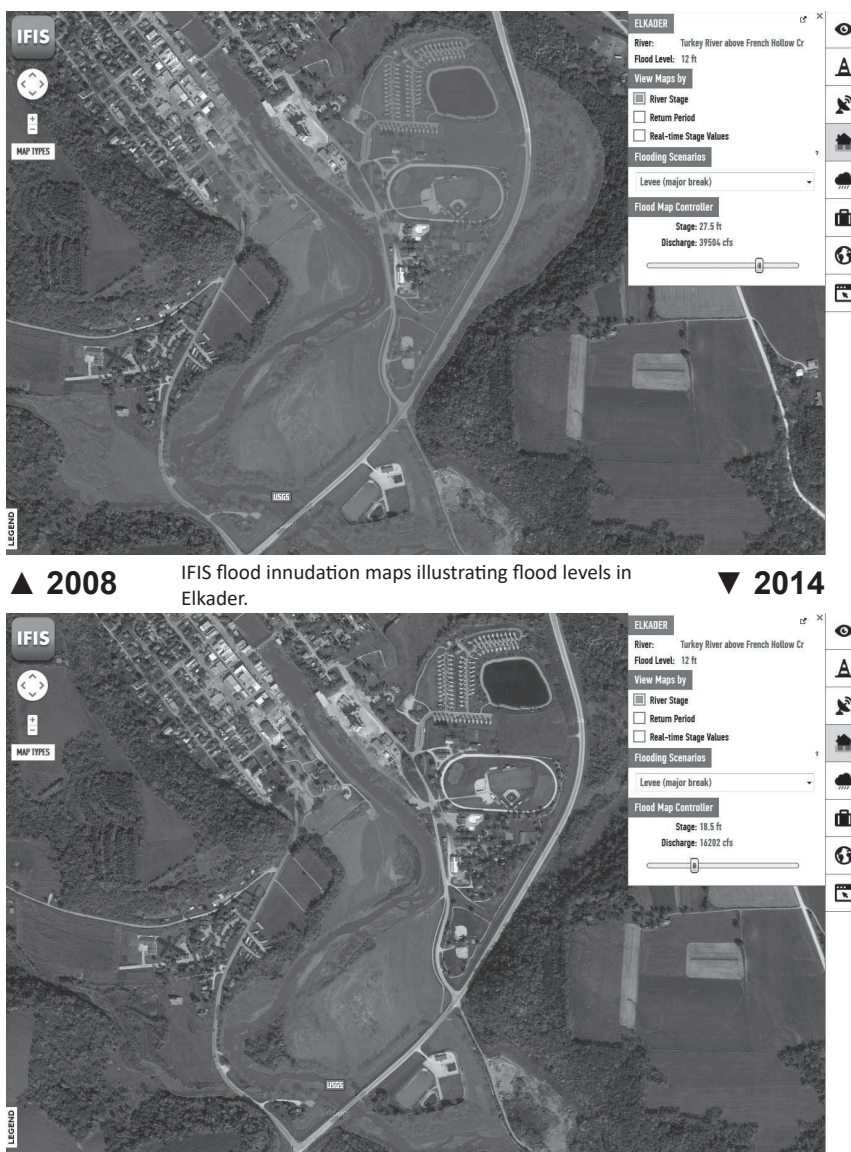 IFIS
MAP TYPES
ELKADER
River: Turkey River above French Hollow Cr
Flood Level: 12 ft
View Maps by
River Stage
Return Period
Real-time Stage Values
Flooding Scenarios ?
Levee (major break)
Flood Map Controller
Stage: 27.5 ft
Discharge: 39504 cfs
USGS
LEGEND
▲ 2008
IFIS flood innudation maps illustrating flood levels in
Elkader.
▼ 2014
IFIS
MAP TYPES
ELKADER
River: Turkey River above French Hollow Cr
Flood Level: 12 ft
View Maps by
River Stage
Return Period
Real-time Stage Values
Flooding Scenarios ?
Levee (major break)
Flood Map Controller
Stage: 18.5 ft
Discharge: 16202 cfs
USGS
LEGEND